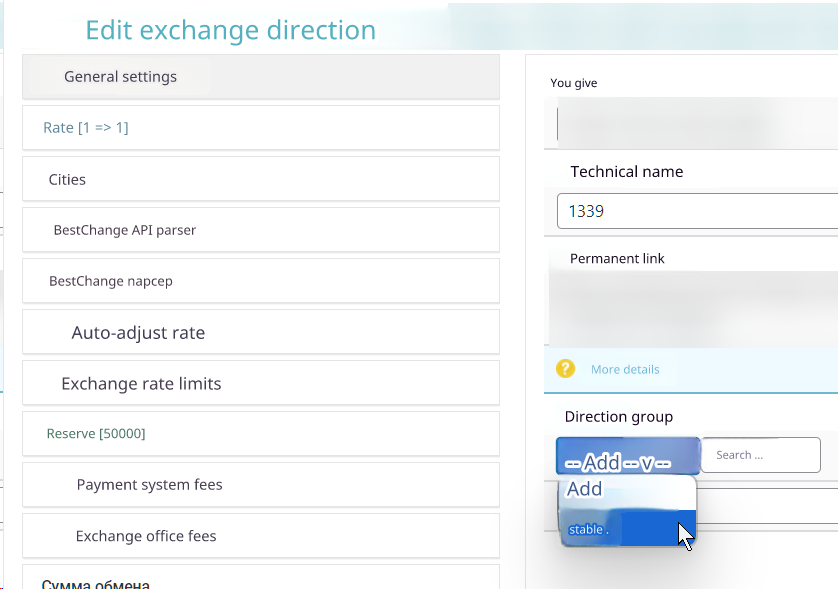 Edit exchange direction
General settings
Rate [1 => 1]
Cities
BestChange API parser
BestChange napcep
Auto-adjust rate
Exchange rate limits
Reserve [50000]
Payment system fees
Exchange office fees
Сумма обмена
You give
Technical name
1339
Permanent link
More details
Direction group
-- Add -- v --
Search ...
Add
stable .